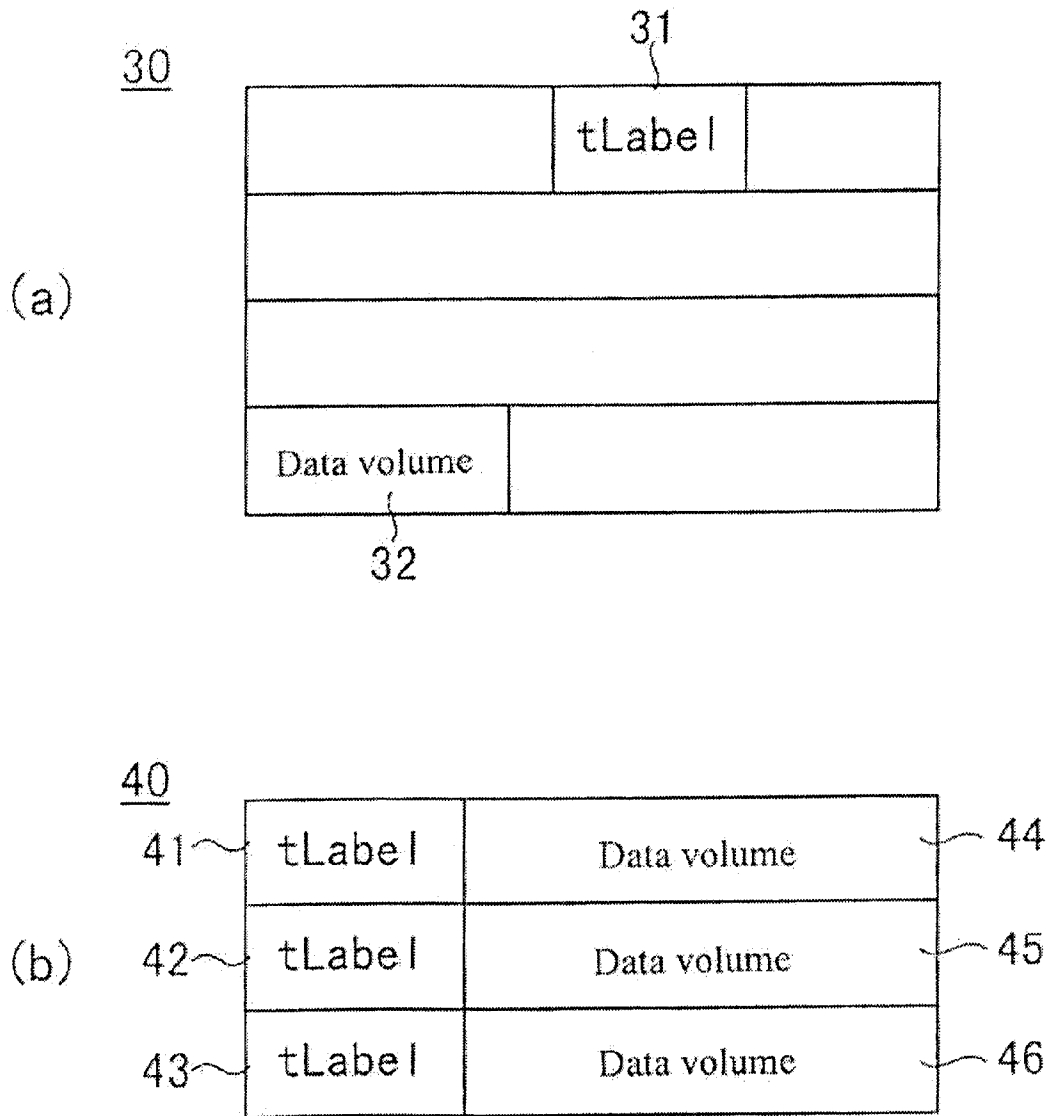 31
30
tLabel
(a)
Data volume
32
40
41 tLabel Data volume 44
(b) 42 tLabel Data volume 45
43 tLabel Data volume 46